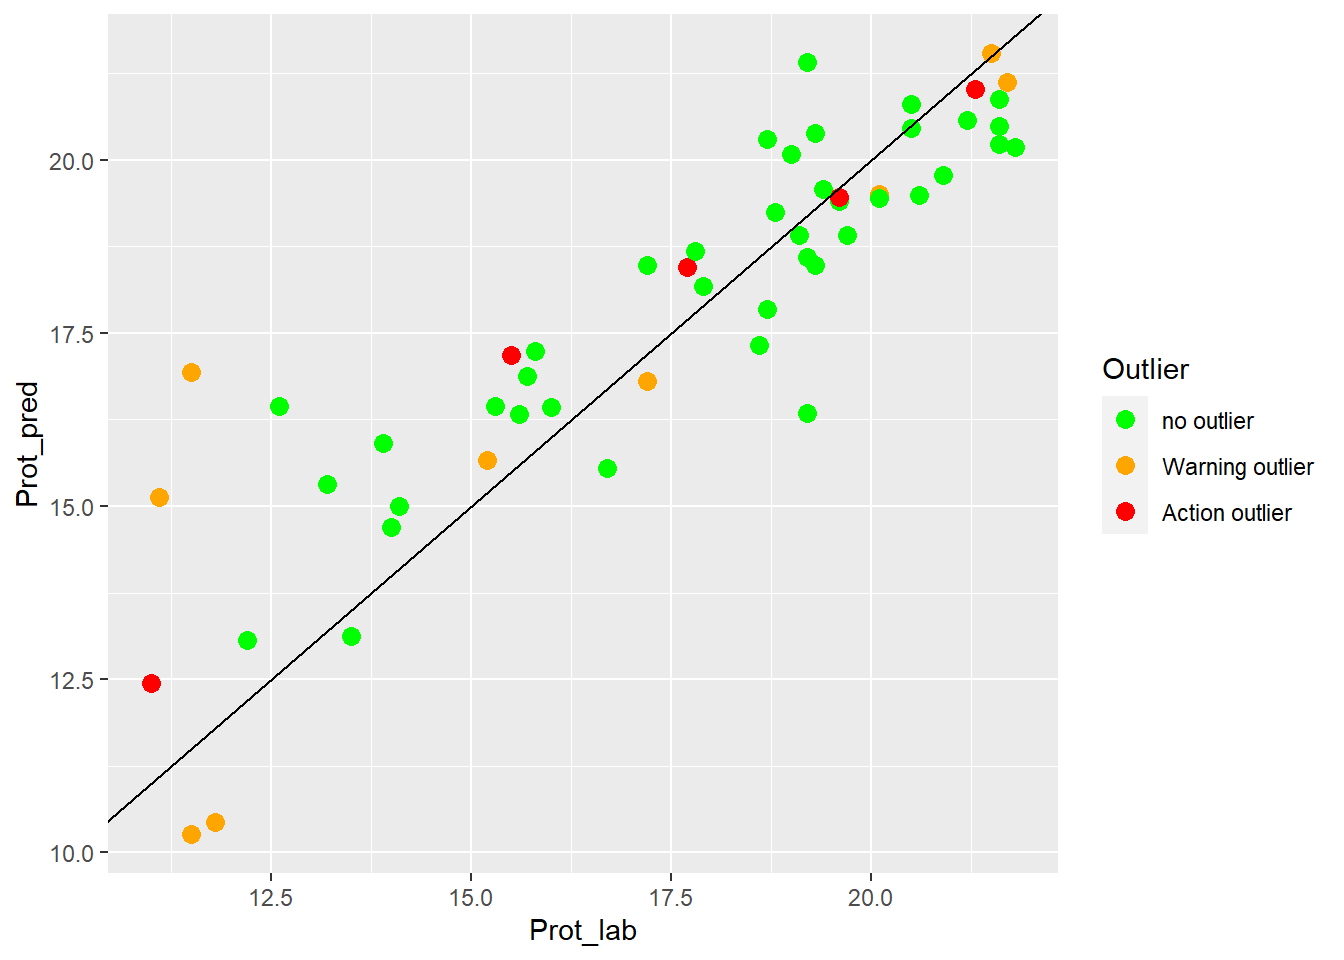 20.0
17.5
15.0
12.5
10.0
Prot_pred
12.5 15.0 17.5 20.0
Prot_lab
Outlier
no outlier
Warning outlier
Action outlier